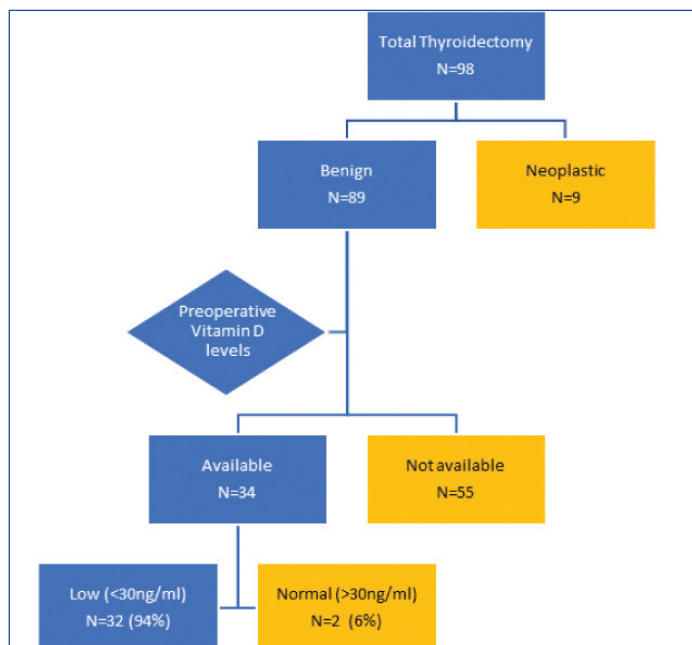 Total Thyroidectomy
N=98
Benign
N=89
Neoplastic
N=9
Preoperative
Vitamin D
levels
Available
N=34
Not available
N=55
Low (<30ng/ml)
N=32 (94%)
Normal (>30ng/ml)
N=2 (6%)